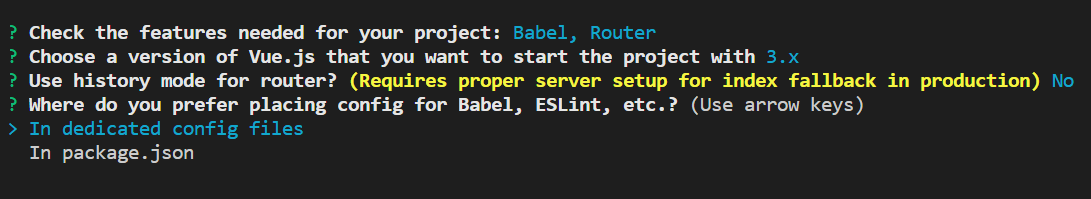 ? Check the features needed for your project: Babel, Router
? Choose a version of Vue.js that you want to start the project with 3.x
? Use history mode for router? (Requires proper server setup for index fallback in production) No
? Where do you prefer placing config for Babel, ESLint, etc.? (Use arrow keys)
> In dedicated config files
  In package.json